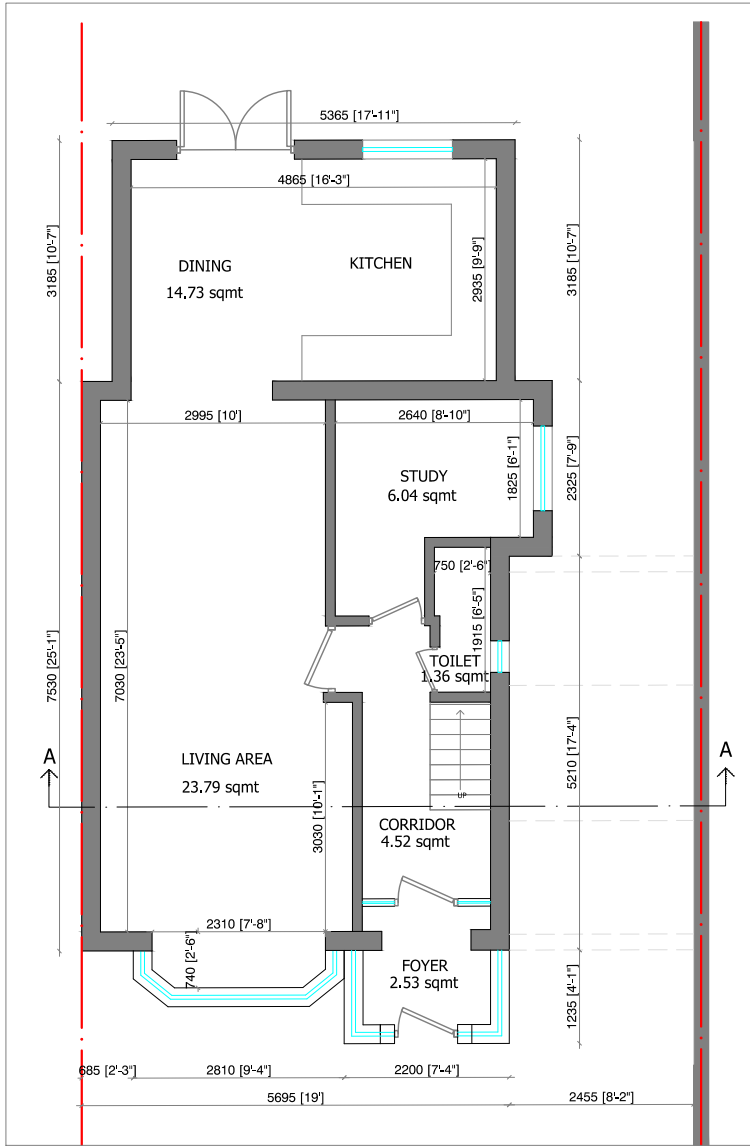 5365 [17'-11"]
4865 [16'-3"]
3185 [10'-7"]
3185 [10'-7"]
2935 [9'-9"]
DINING
14.73 sqmt
KITCHEN
2995 [10']
2640 [8'-10"]
1825 [6'-1"]
2325 [7'-9"]
STUDY
6.04 sqmt
750 [2'-6"
1915 [6'-5"]
TOILET
1.36 sqmt
7530 [25'-1"]
7030 [23'-5"]
5210 [17'-4"]
A
A
LIVING AREA
23.79 sqmt
UP
3030 [10'-1"]
CORRIDOR
4.52 sqmt
2310 [7'-8"]
740 [2'-6"]
FOYER
2.53 sqmt
1235 [4'-1"]
685 [2'-3"]
2810 [9'-4"]
2200 [7'-4"]
5695 [19']
2455 [8'-2"]